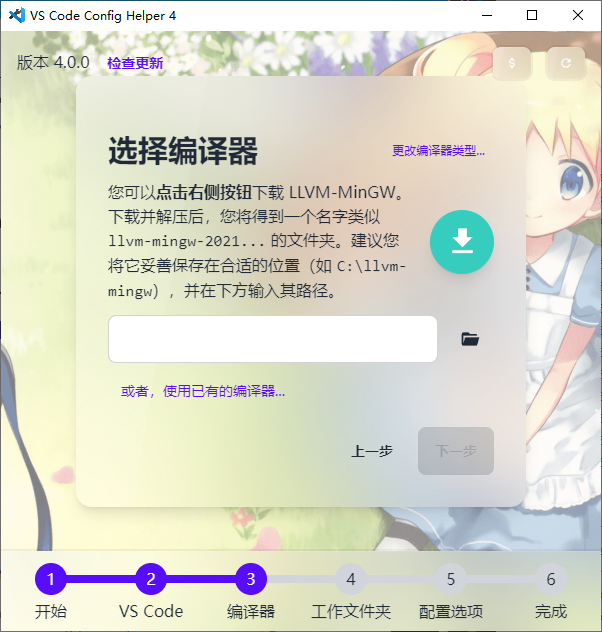 VS Code Config Helper 4
版本 4.0.0 检查更新
$
选择编译器
更改编译器类型...
您可以点击右侧按钮下载 LLVM-MinGW。
下载并解压后，您将得到一个名字类似
llvm-mingw-2021... 的文件夹。建议您
将它妥善保存在合适的位置（如 C:\llvm-
mingw），并在下方输入其路径。
或者，使用已有的编译器...
上一步 下一步
1 2 3 4 5 6
开始 VS Code 编译器 工作文件夹 配置选项 完成